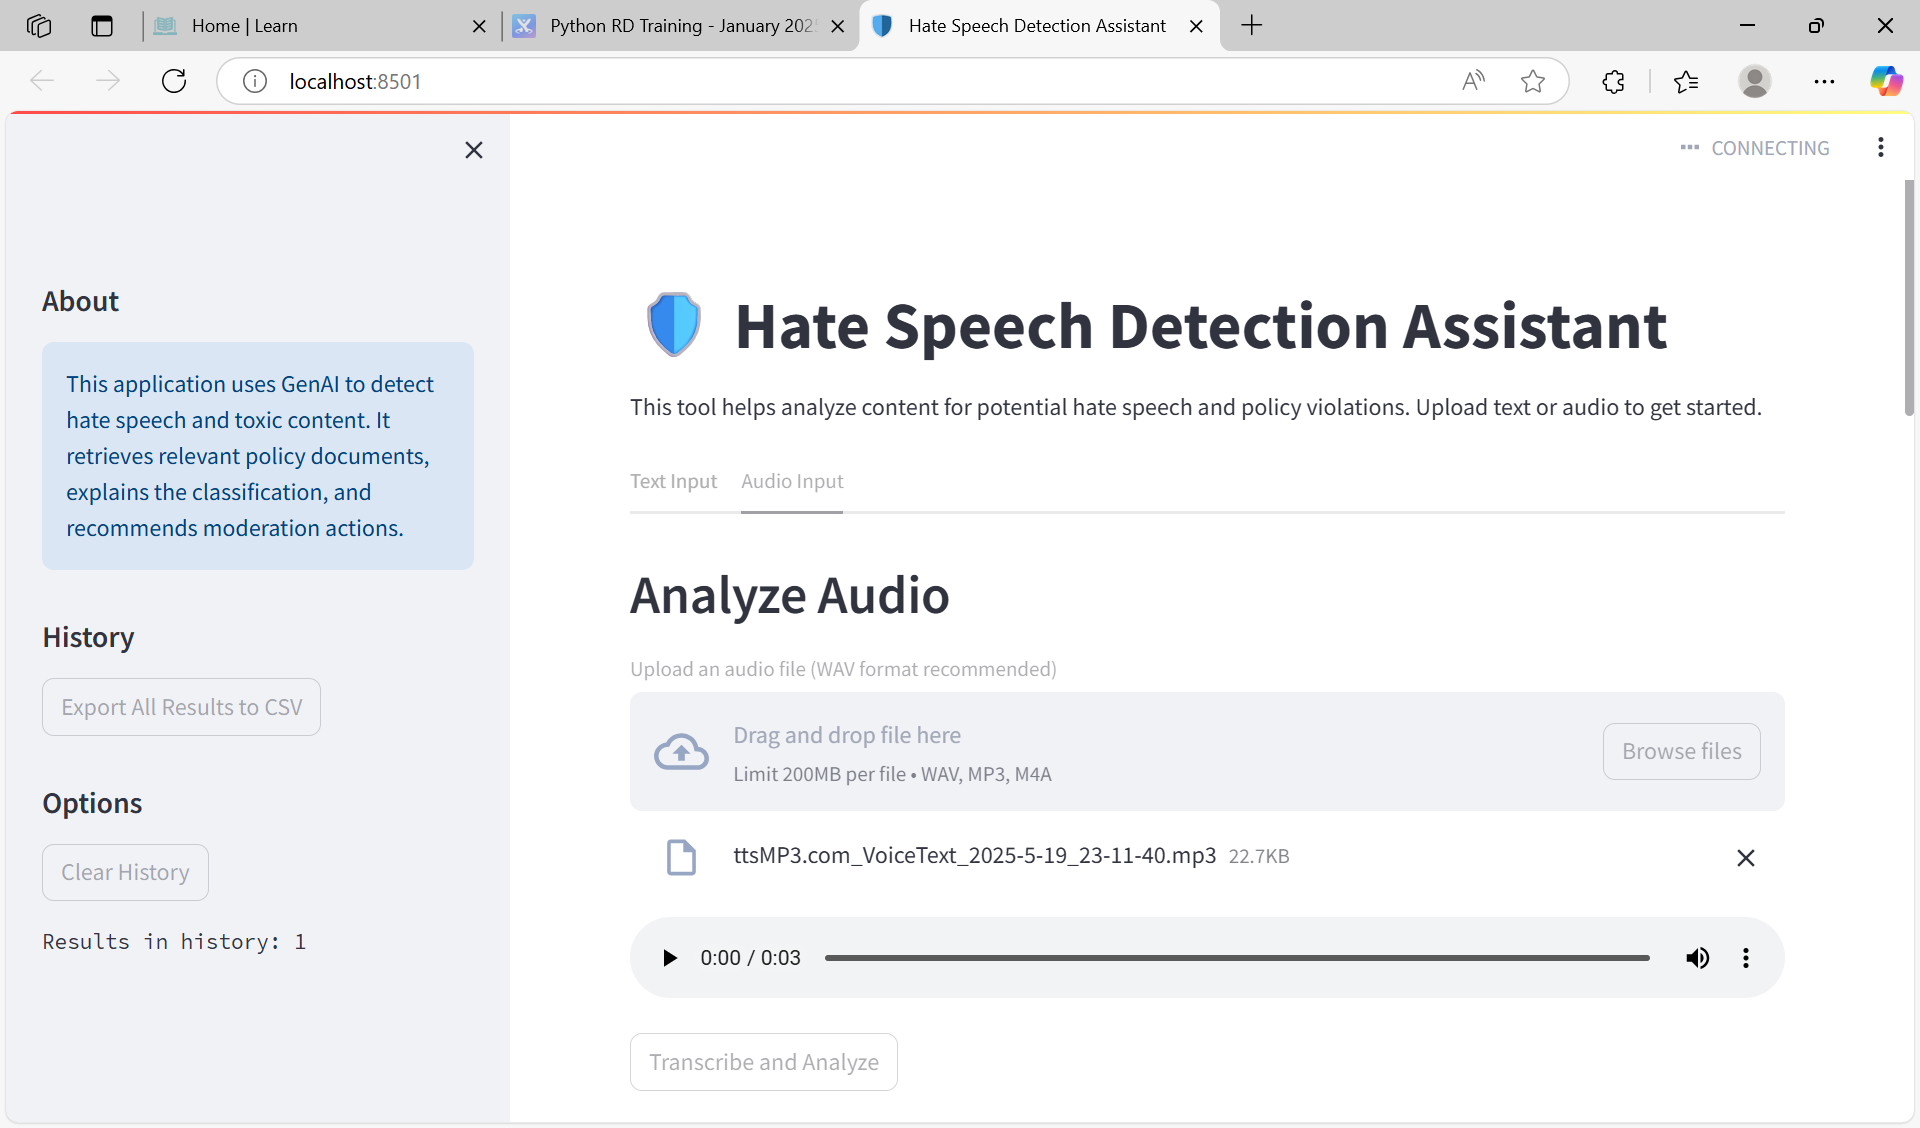 Home | Learn
Python RD Training - January 202
Hate Speech Detection Assistant
localhost:8501
CONNECTING
About
This application uses GenAI to detect
hate speech and toxic content. It
retrieves relevant policy documents,
explains the classification, and
recommends moderation actions.
History
Export All Results to CSV
Options
Clear History
Results in history: 1
Hate Speech Detection Assistant
This tool helps analyze content for potential hate speech and policy violations. Upload text or audio to get started.
Text Input Audio Input
Analyze Audio
Upload an audio file (WAV format recommended)
Drag and drop file here
Limit 200MB per file • WAV, MP3, M4A
Browse files
ttsMP3.com_VoiceText_2025-5-19_23-11-40.mp3 22.7KB
0:00 / 0:03
Transcribe and Analyze